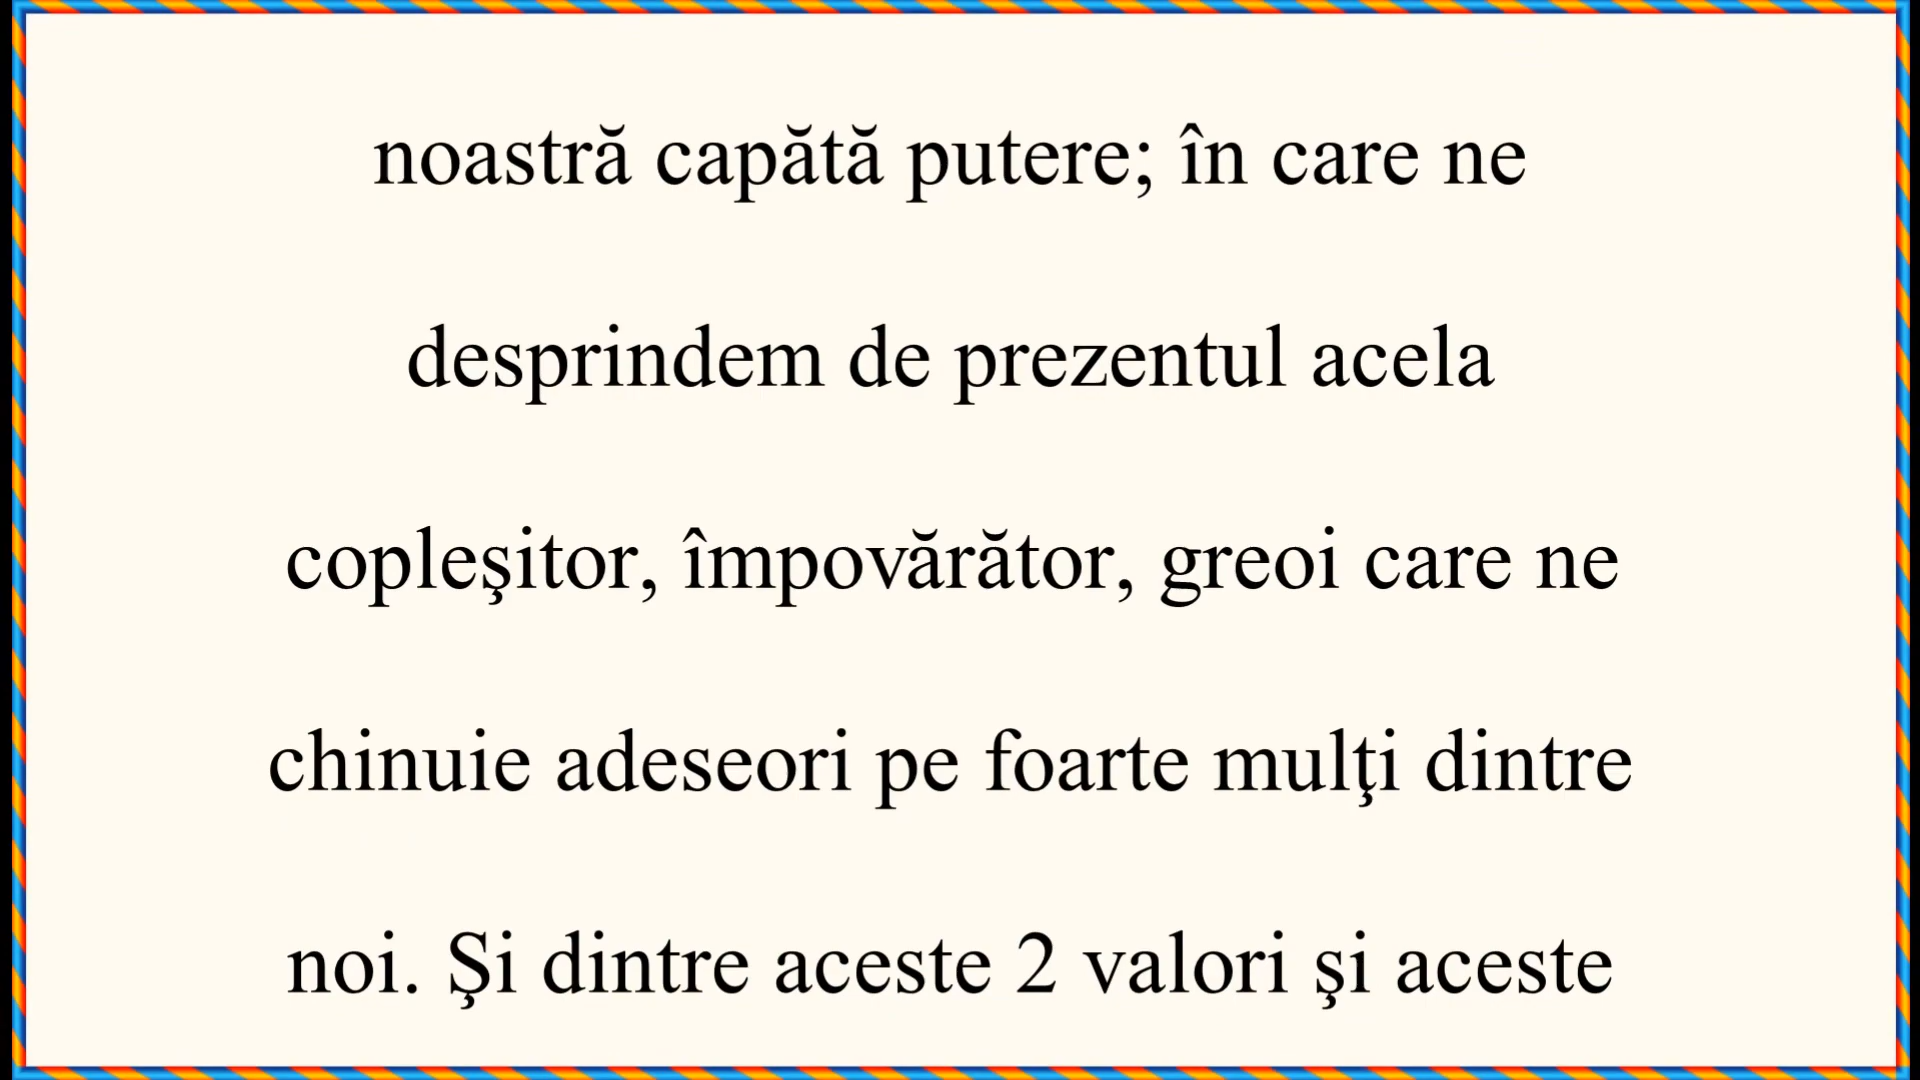 noastră capătă putere; în care ne
desprindem de prezentul acela
copleşitor, împovărător, greoi care ne
chinuie adeseori pe foarte mulţi dintre
noi. Şi dintre aceste 2 valori şi aceste